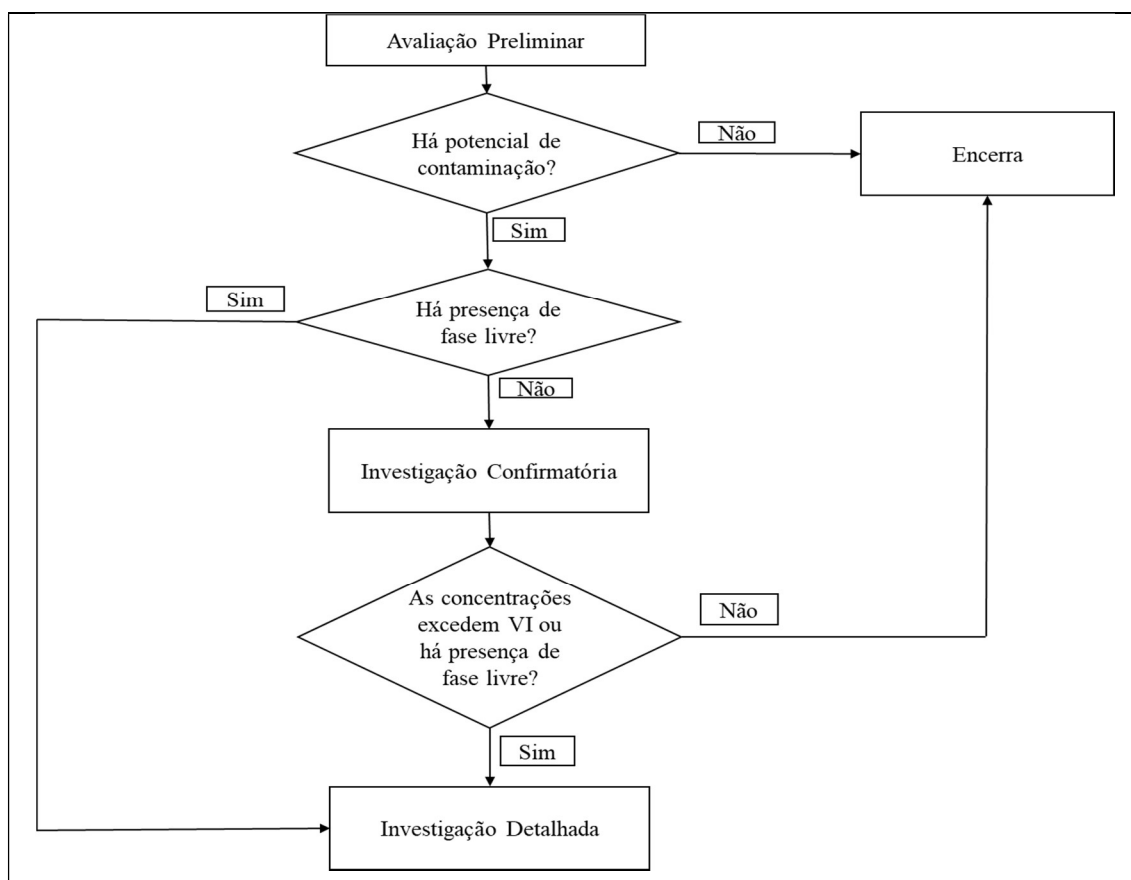 Avaliação Preliminar
Há potencial de
contaminação?
Não
Encerra
Sim
Sim
Há presença de
fase livre?
Não
Investigação Confirmatória
As concentrações
excedem VI ou
há presença de
fase livre?
Não
Sim
Investigação Detalhada